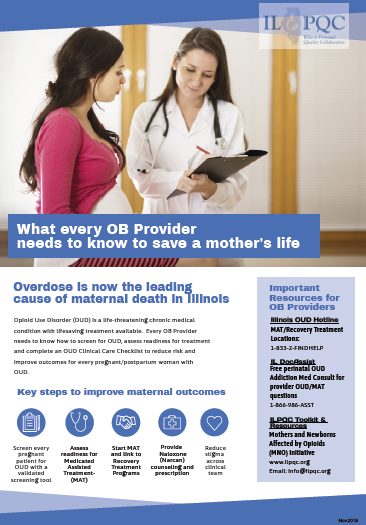 IL PQC
Illinois Perinatal
Quality Collaborative
What every OB Provider
needs to know to save a mother's life
Overdose is now the leading
cause of maternal death in Illinois
Opioid Use Disorder (OUD) is a life-threatening chronic medical
condition with lifesaving treatment available. Every OB Provider
needs to know how to screen for OUD, assess readiness for treatment
and complete an OUD Clinical Care Checklist to reduce risk and
improve outcomes for every pregnant/postpartum woman with
OUD.
Key steps to improve maternal outcomes
Screen every
pregnant
patient for
OUD with a
validated
screening tool
Assess
readiness for
Medicated
Assisted
Treatment-
(MAT)
Start MAT
and link to
Recovery
Treatment
Programs
Provide
Naloxone
(Narcan)
counseling and
prescription
Reduce
stigma
across
clinical
team
Important
Resources for
OB Providers
Illinois OUD Hotline
MAT/Recovery Treatment
Locations:
1-833-2-FINDHELP
IL DocAssist
Free perinatal OUD
Addiction Med Consult for
provider OUD/MAT
questions
1-866-986-ASST
ILPQC Toolkit &
Resources
Mothers and Newborns
Affected by Opioids
(MNO) Initiative
www.ilpqc.org
Email: info@ilpqc.org
Nov2018